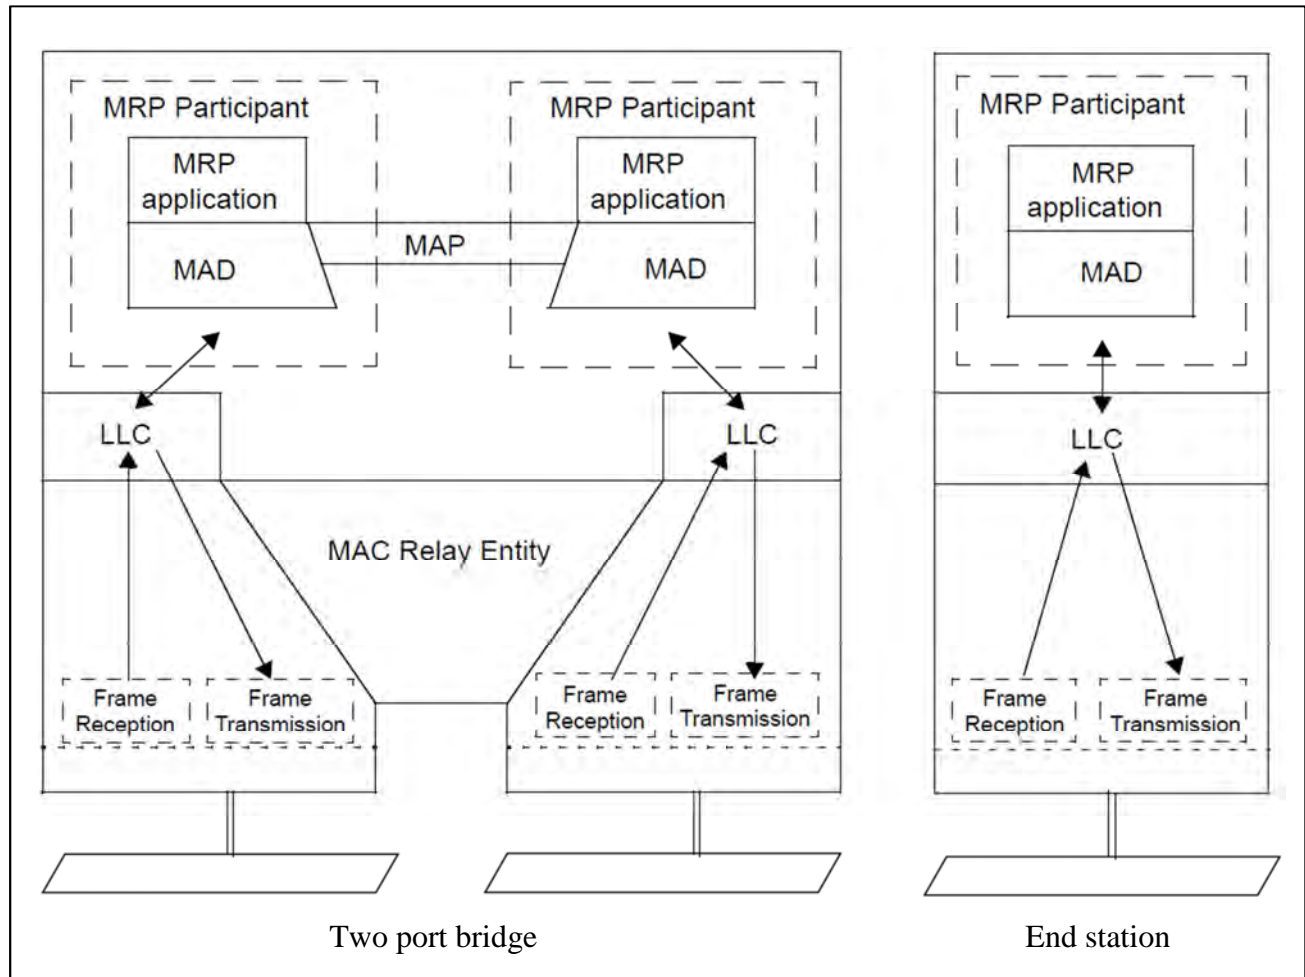 MRP Participant
MRP
application
MAD
MAP
MRP Participant
MRP
application
MAD
LLC
LLC
MAC Relay Entity
Frame
Reception
Frame
Transmission
Frame
Reception
Frame
Transmission
Two port bridge
MRP Participant
MRP
application
MAD
LLC
Frame
Reception
Frame
Transmission
End station